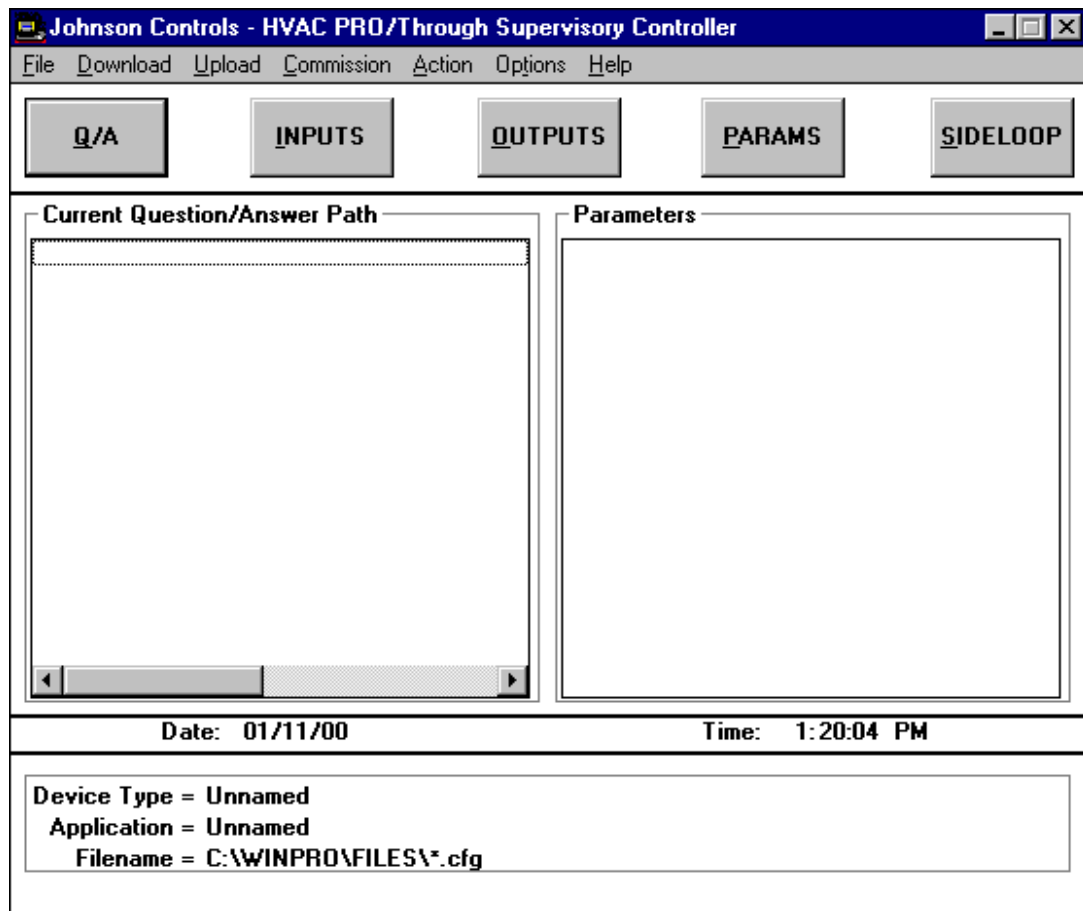 Johnson Controls - HVAC PRO/Through Supervisory Controller
File Download Upload Commission Action Options Help
Q/A INPUTS OUTPUTS PARAMS SIDELOOP
Current Question/Answer Path Parameters
Date: 01/11/00 Time: 1:20:04 PM
Device Type = Unnamed
Application = Unnamed
Filename = C:\WINPRO\FILES\*.cfg